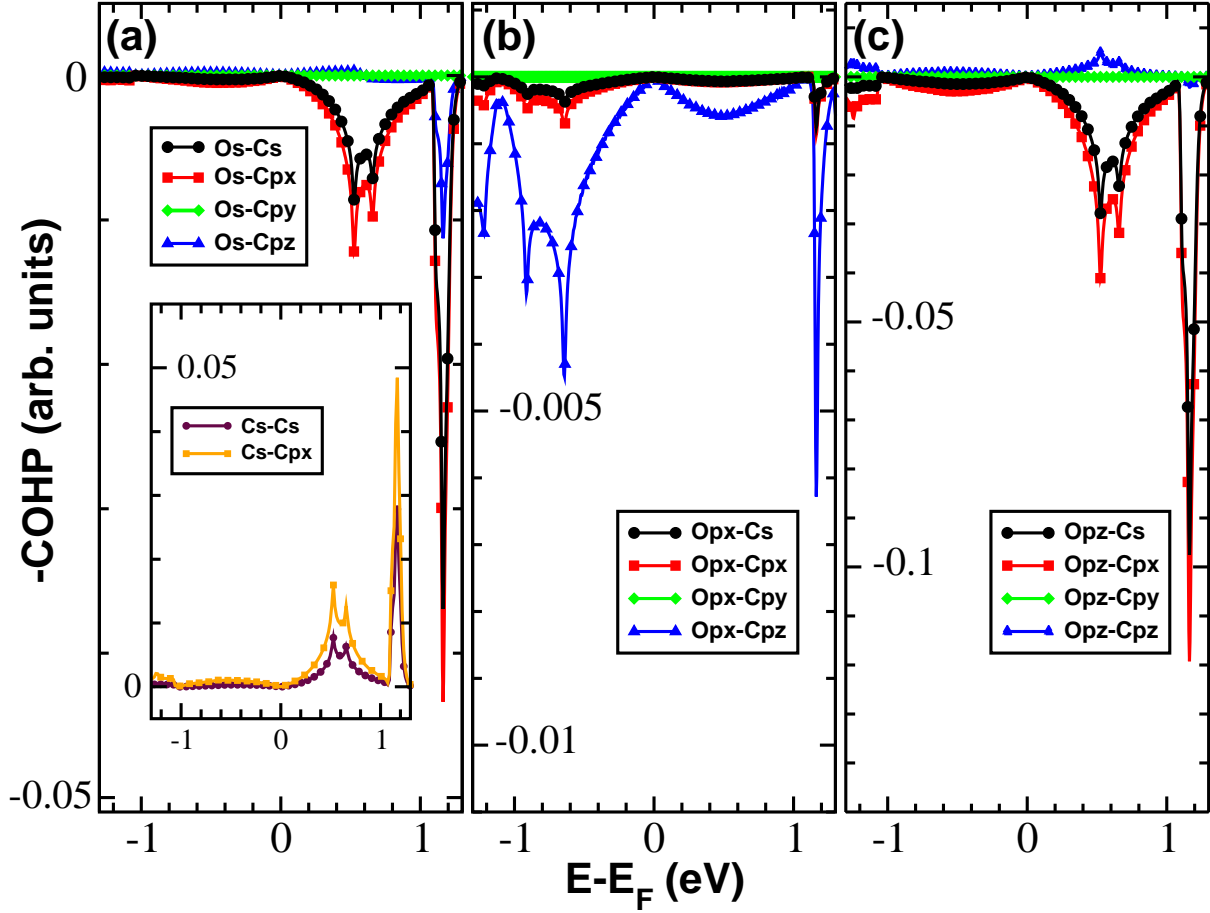 (a)
(b)
(c)
0
Os-Cs
Os-Cpx
Os-Cpy
Os-Cpz
-COHP (arb. units)
0.05
Cs-Cs
Cs-Cpx
0
-1 0 1
-0.05
-0.005
Opx-Cs
Opx-Cpx
Opx-Cpy
Opx-Cpz
-0.01
-0.05
Opz-Cs
Opz-Cpx
Opz-Cpy
Opz-Cpz
-0.1
-1 0 1 -1 0 1 -1 0 1
E-E_F (eV)